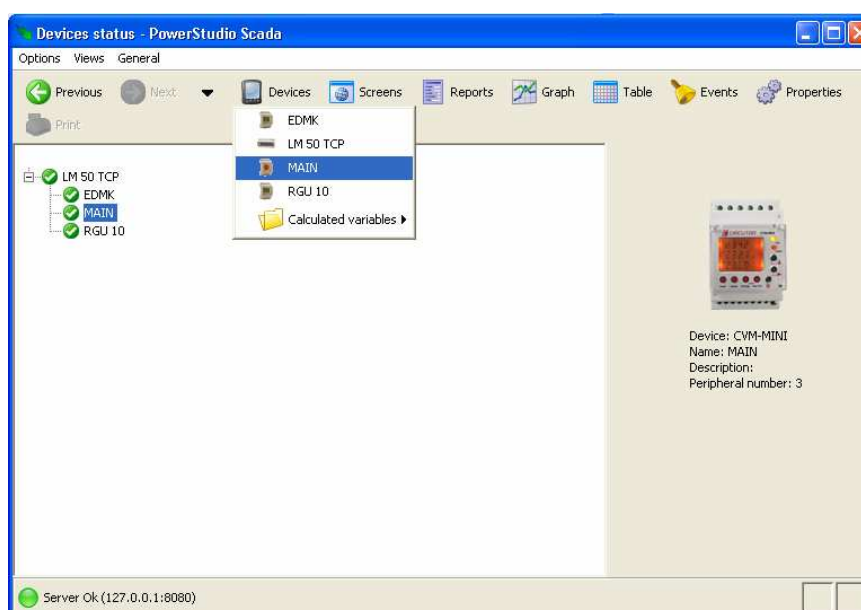 Devices status - PowerStudio Scada
Options Views General
Previous Next Devices Screens Reports Graph Table Events Properties
Print
EDMK
LM 50 TCP
MAIN
RGU 10
Calculated variables
LM 50 TCP
EDMK
MAIN
RGU 10
Device: CVM-MINI
Name: MAIN
Description:
Peripheral number: 3
Server Ok (127.0.0.1:8080)